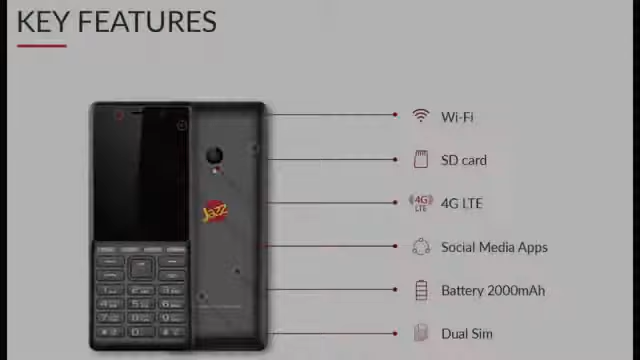 KEY FEATURES
Wi-Fi
SD card
4G LTE
4G LTE
Jazz
Social Media Apps
Battery 2000mAh
Dual Sim